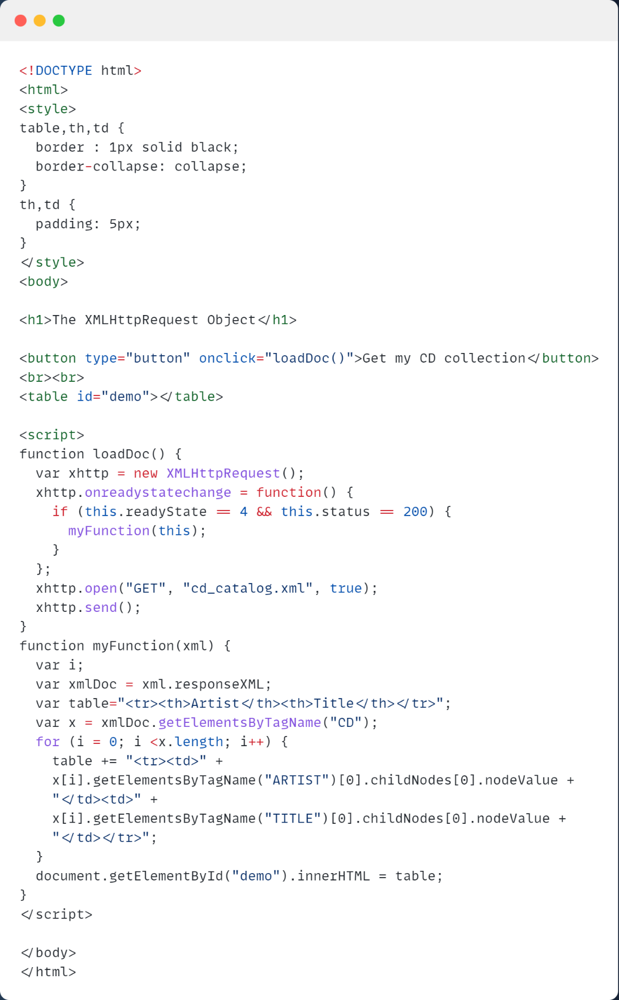 <!DOCTYPE html>
<html>
<style>
table,th,td {
  border : 1px solid black;
  border-collapse: collapse;
}
th,td {
  padding: 5px;
}
</style>
<body>

<h1>The XMLHttpRequest Object</h1>

<button type="button" onclick="loadDoc()">Get my CD collection</button>
<br><br>
<table id="demo"></table>

<script>
function loadDoc() {
  var xhttp = new XMLHttpRequest();
  xhttp.onreadystatechange = function() {
    if (this.readyState == 4 && this.status == 200) {
      myFunction(this);
    }
  };
  xhttp.open("GET", "cd_catalog.xml", true);
  xhttp.send();
}
function myFunction(xml) {
  var i;
  var xmlDoc = xml.responseXML;
  var table="<tr><th>Artist</th><th>Title</th></tr>";
  var x = xmlDoc.getElementsByTagName("CD");
  for (i = 0; i <x.length; i++) {
    table += "<tr><td>" +
    x[i].getElementsByTagName("ARTIST")[0].childNodes[0].nodeValue +
    "</td><td>" +
    x[i].getElementsByTagName("TITLE")[0].childNodes[0].nodeValue +
    "</td></tr>";
  }
  document.getElementById("demo").innerHTML = table;
}
</script>

</body>
</html>